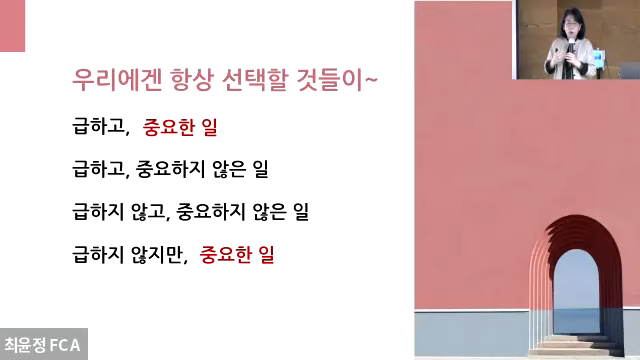 우리에겐 항상 선택할 것들이~
급하고, 중요한 일
급하고, 중요하지 않은 일
급하지 않고, 중요하지 않은 일
급하지 않지만, 중요한 일
최윤정 FCA